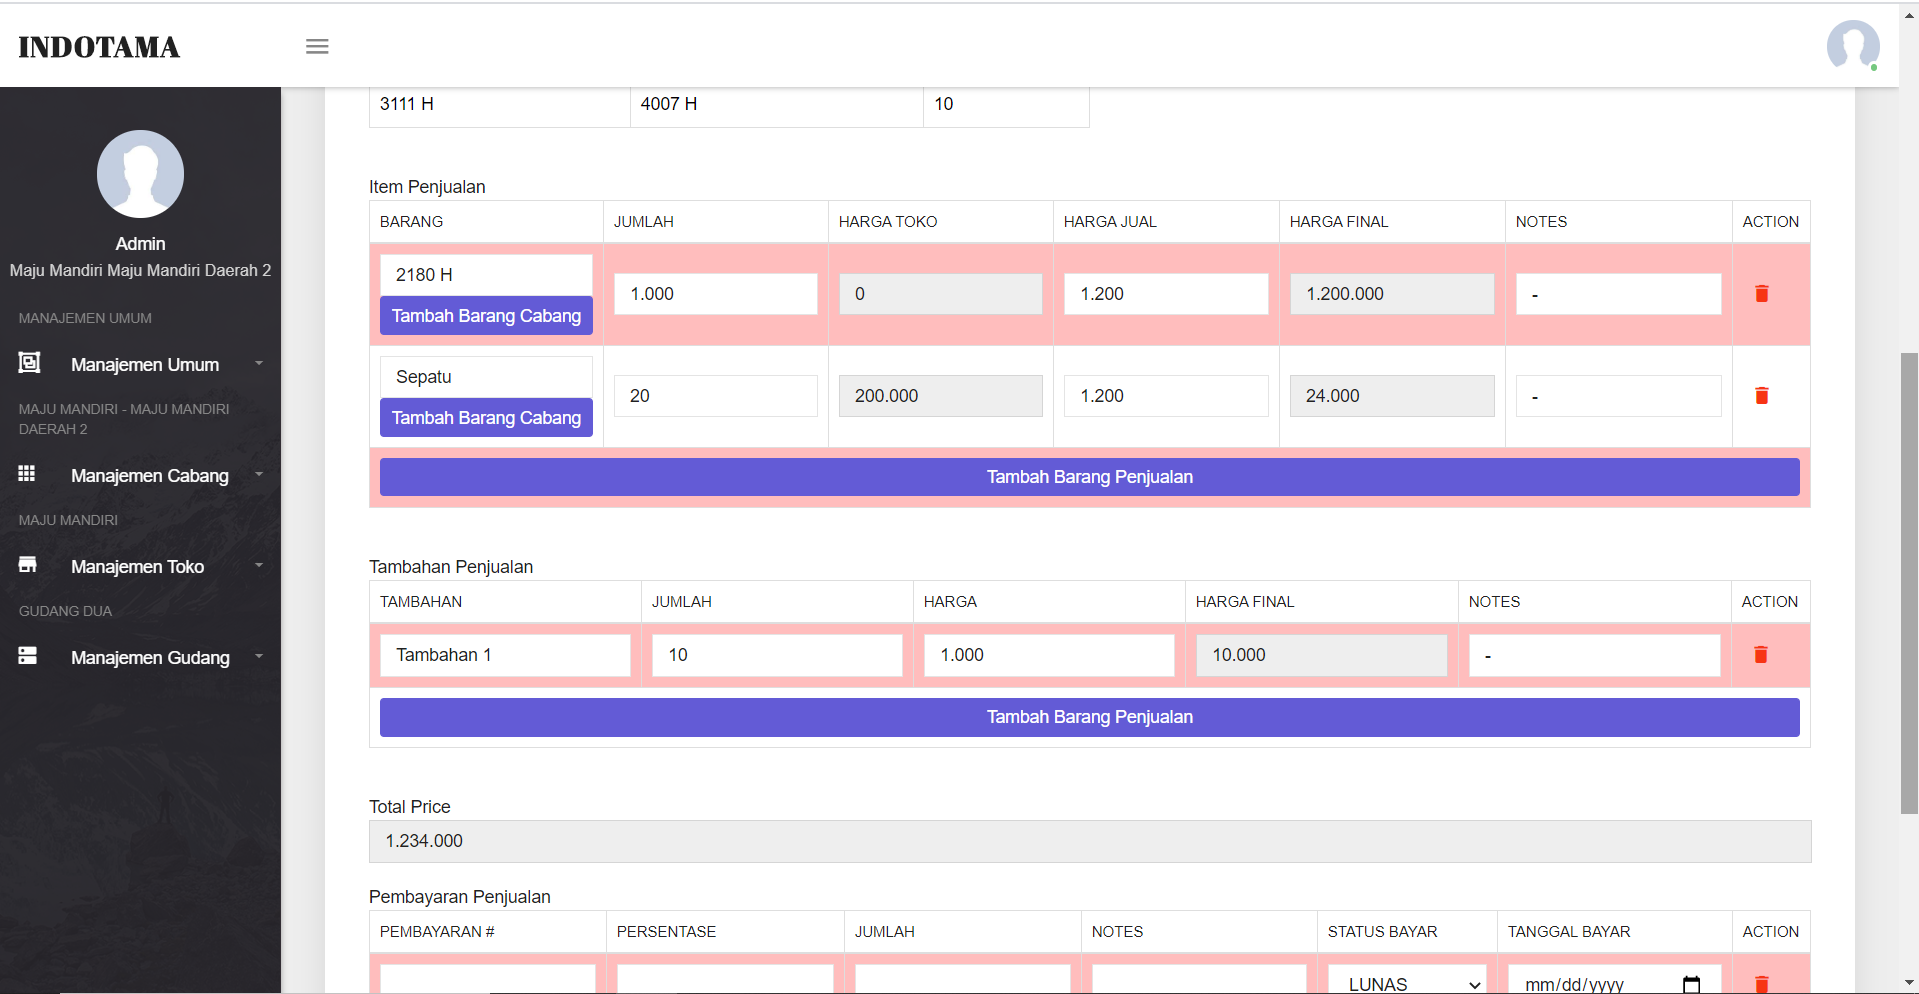 INDOTAMA
Admin
Maju Mandiri Maju Mandiri Daerah 2
MANAJEMEN UMUM
Manajemen Umum
MAJU MANDIRI - MAJU MANDIRI
DAERAH 2
Manajemen Cabang
MAJU MANDIRI
Manajemen Toko
GUDANG DUA
Manajemen Gudang
3111 H 4007 H 10
Item Penjualan
BARANG JUMLAH HARGA TOKO HARGA JUAL HARGA FINAL NOTES ACTION
2180 H
Tambah Barang Cabang
1.000 0 1.200 1.200.000 -
Sepatu
Tambah Barang Cabang
20 200.000 1.200 24.000 -
Tambah Barang Penjualan
Tambahan Penjualan
TAMBAHAN JUMLAH HARGA HARGA FINAL NOTES ACTION
Tambahan 1 10 1.000 10.000 -
Tambah Barang Penjualan
Total Price
1.234.000
Pembayaran Penjualan
PEMBAYARAN # PERSENTASE JUMLAH NOTES STATUS BAYAR TANGGAL BAYAR ACTION
LUNAS mm/dd/yyyy